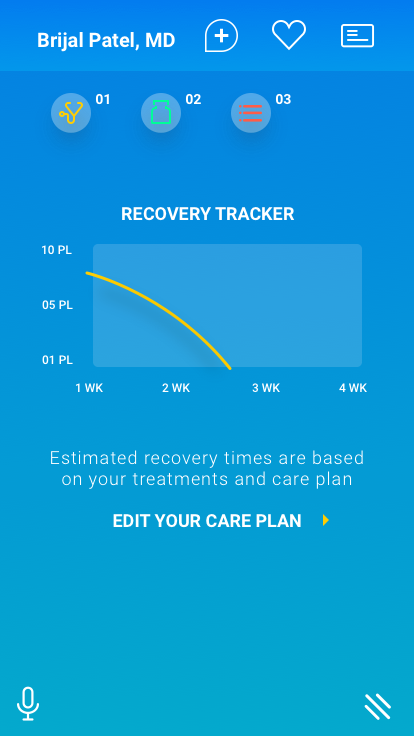 Brijal Patel, MD
01
02
03
RECOVERY TRACKER
10 PL
05 PL
01 PL
1 WK 2 WK 3 WK 4 WK
Estimated recovery times are based
on your treatments and care plan
EDIT YOUR CARE PLAN